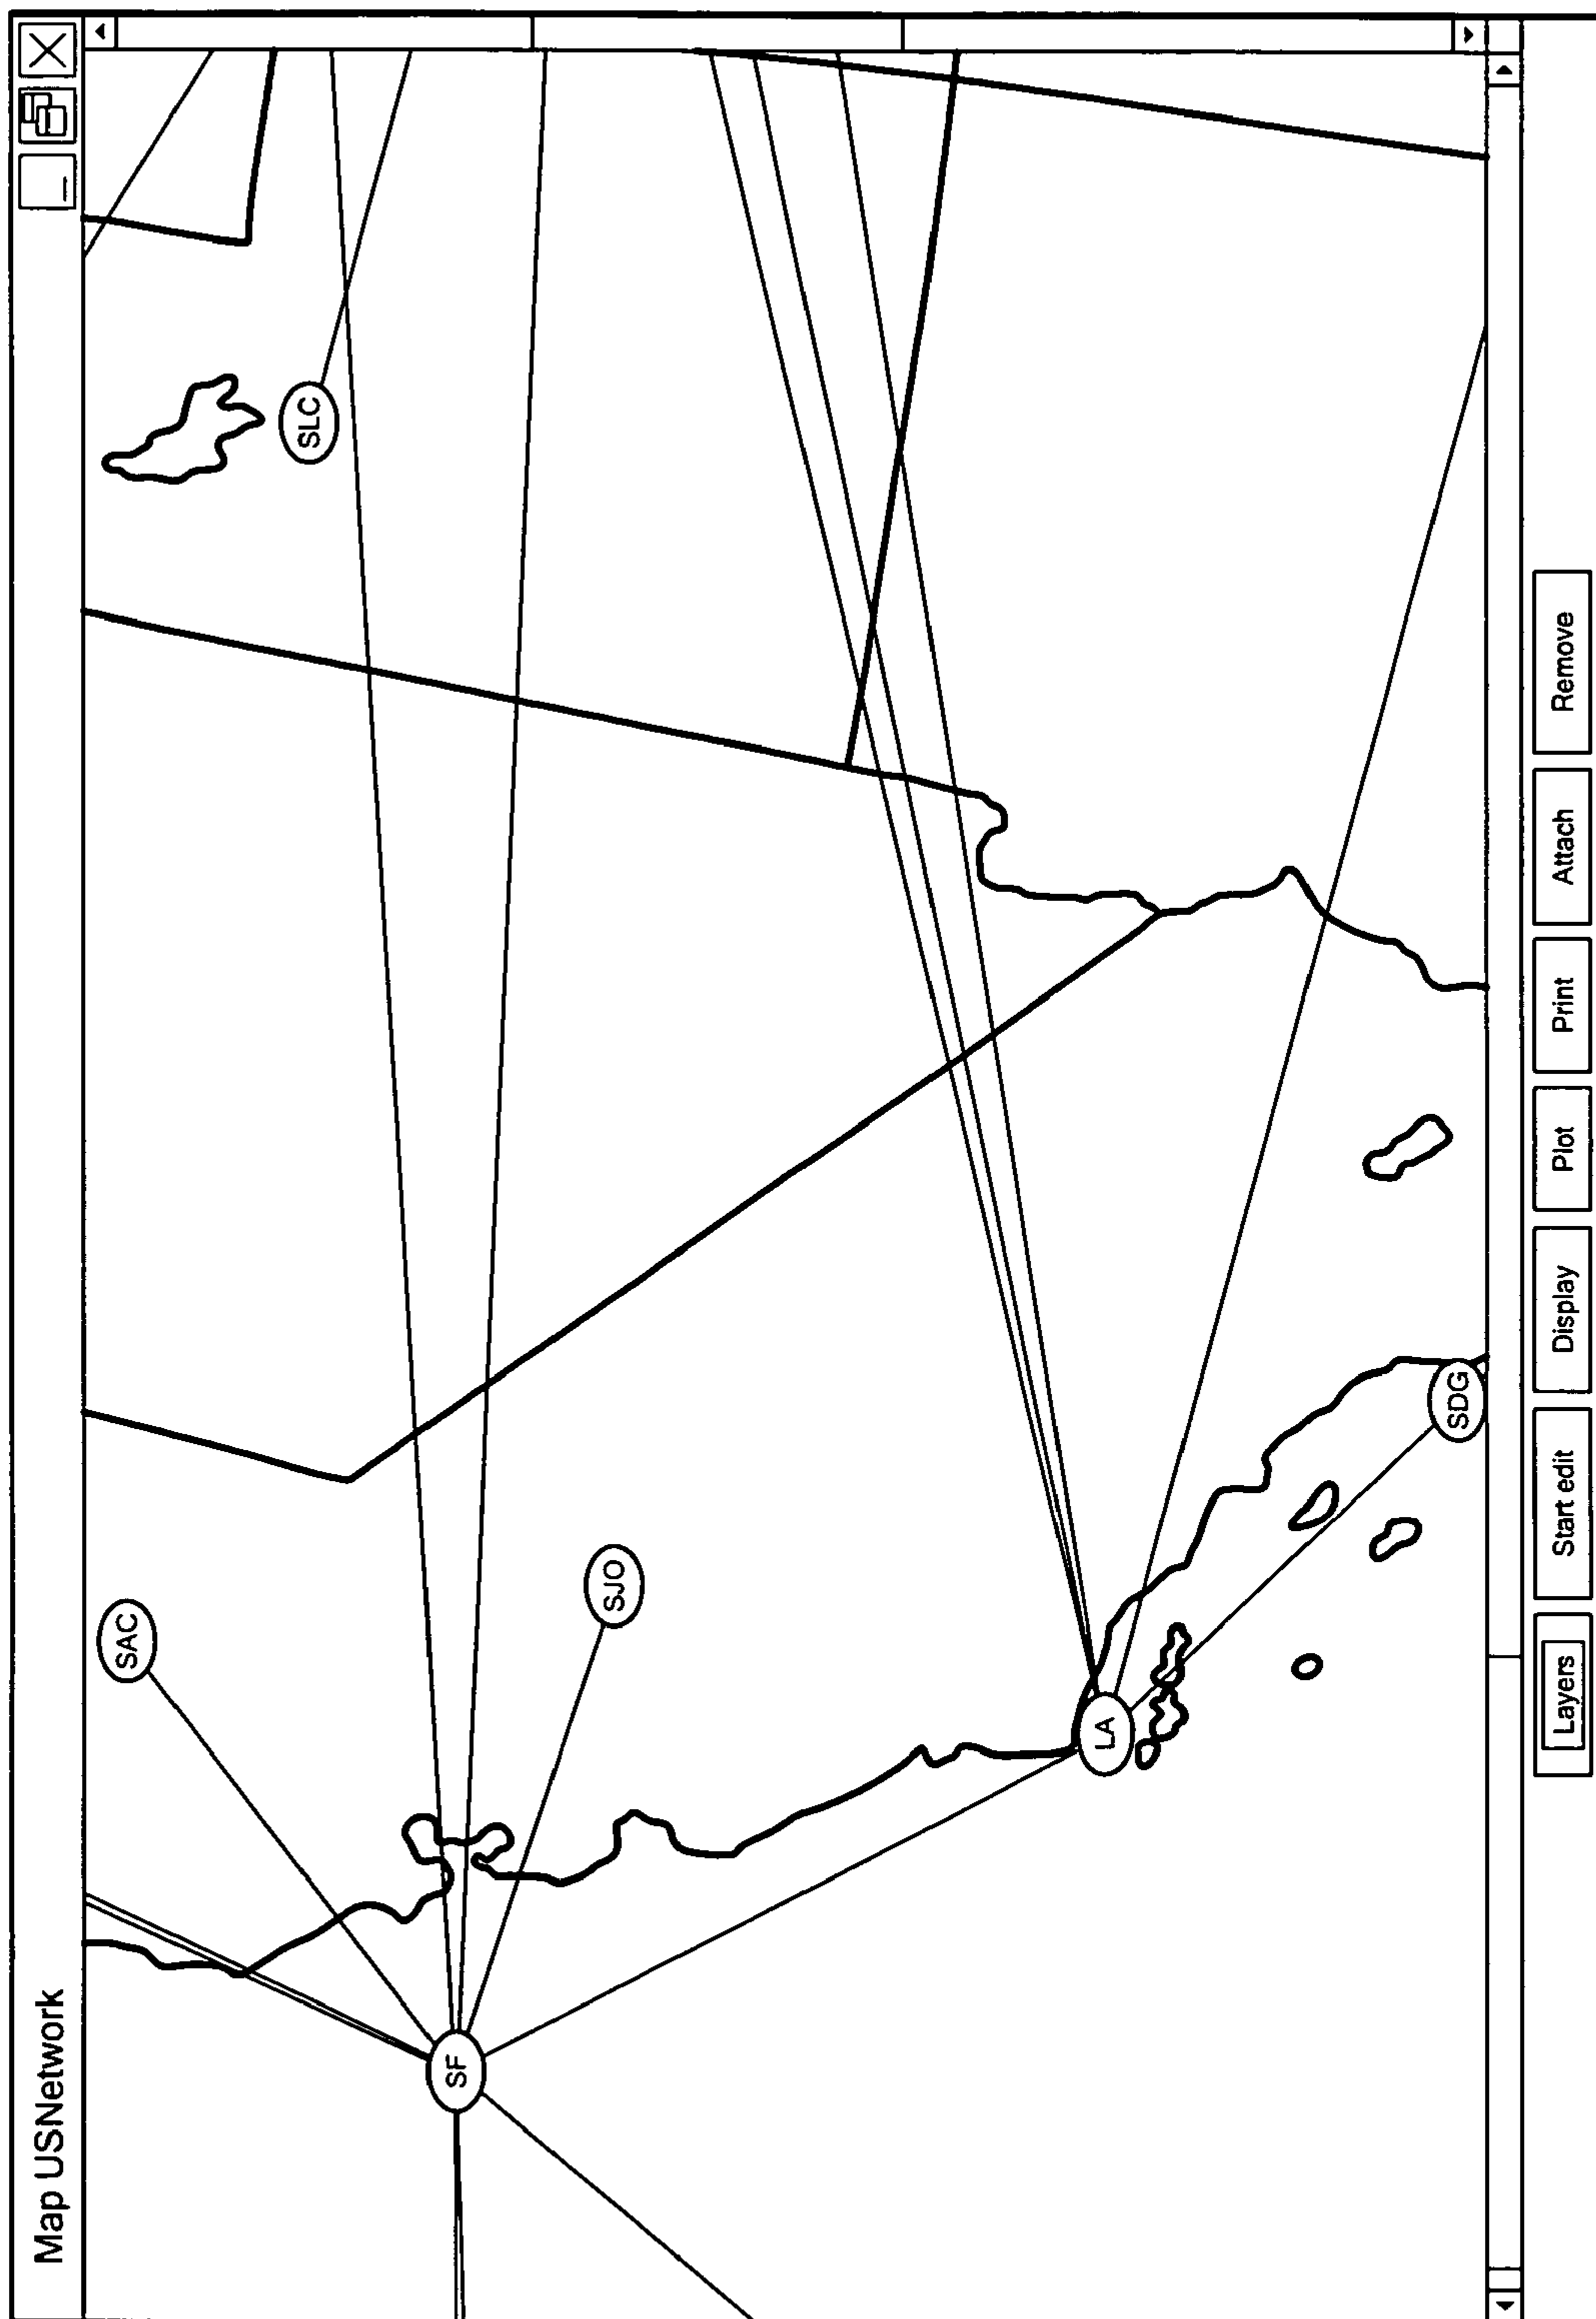 Map USNetwork
SAC
SLC
SF
SJO
LA
SDG
Layers
Start edit
Display
Plot
Print
Attach
Remove